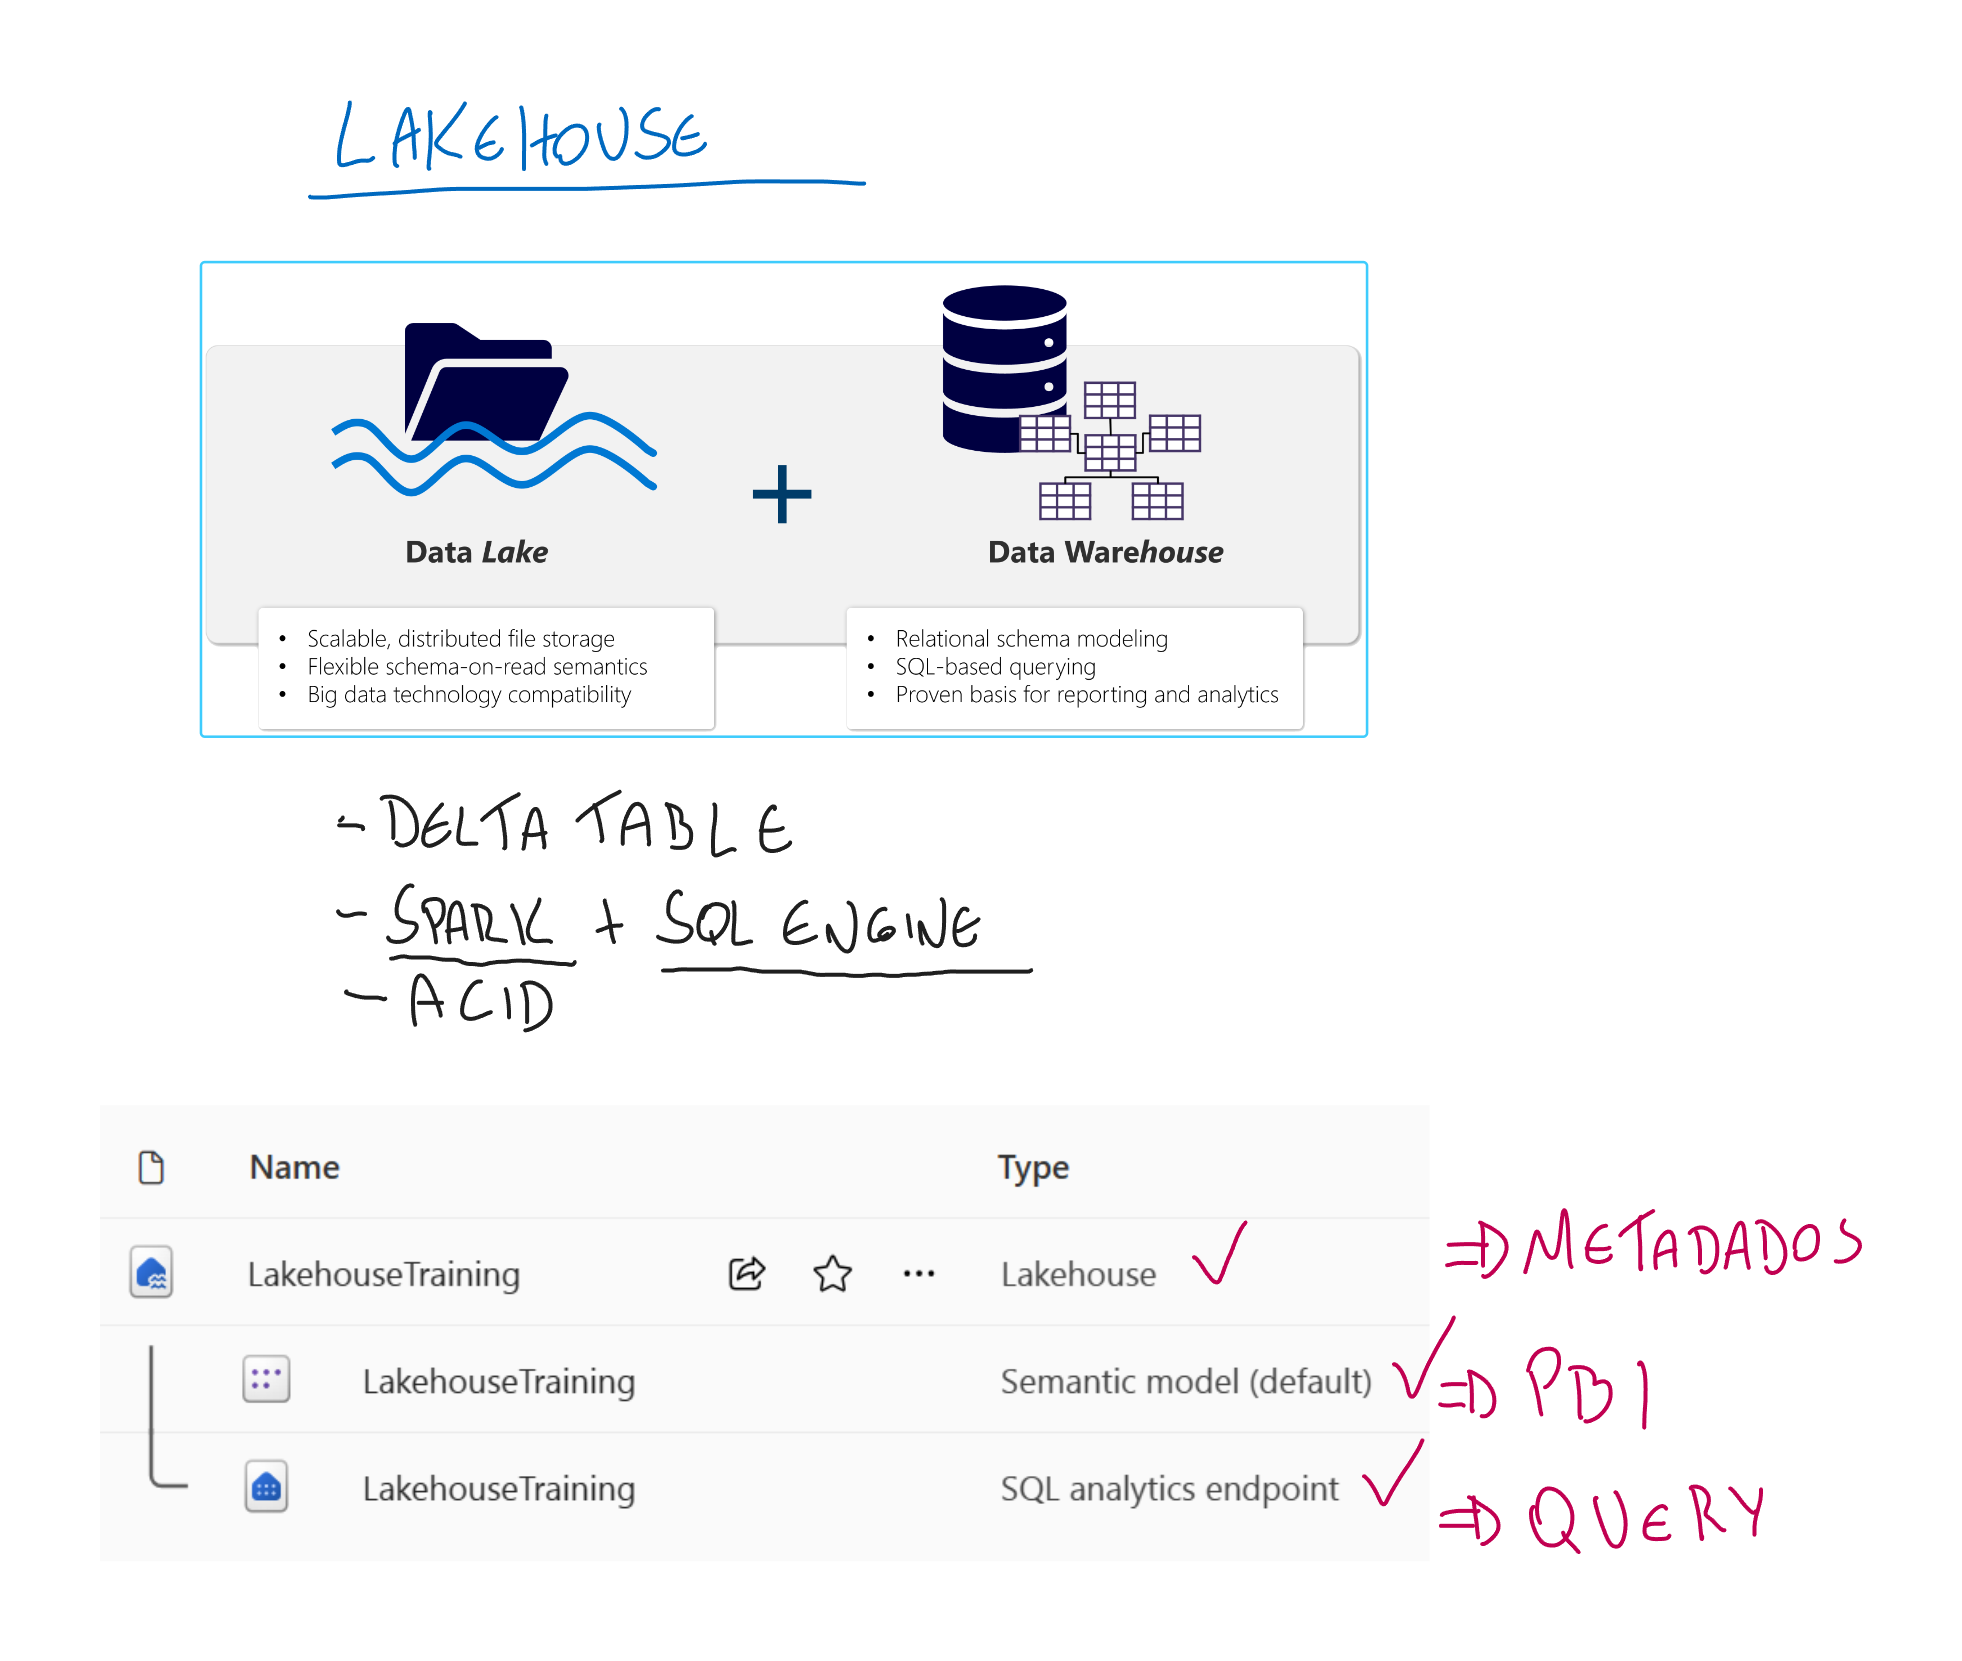 LAKEHOUSE
Data Lake
Data Warehouse
• Scalable, distributed file storage
• Flexible schema-on-read semantics
• Big data technology compatibility
• Relational schema modeling
• SQL-based querying
• Proven basis for reporting and analytics
- DELTA TABLE
- SPARK + SQL ENGINE
- ACID
Name Type
LakehouseTraining ... Lakehouse ✓ => METADADOS
LakehouseTraining Semantic model (default) ✓ => PBI
LakehouseTraining SQL analytics endpoint ✓ => QUERY